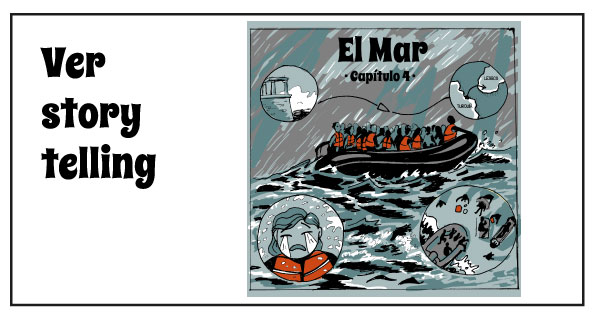 Ver
story
telling
El Mar
· Capítulo 4 ·
LESBOS
TURQUÍA